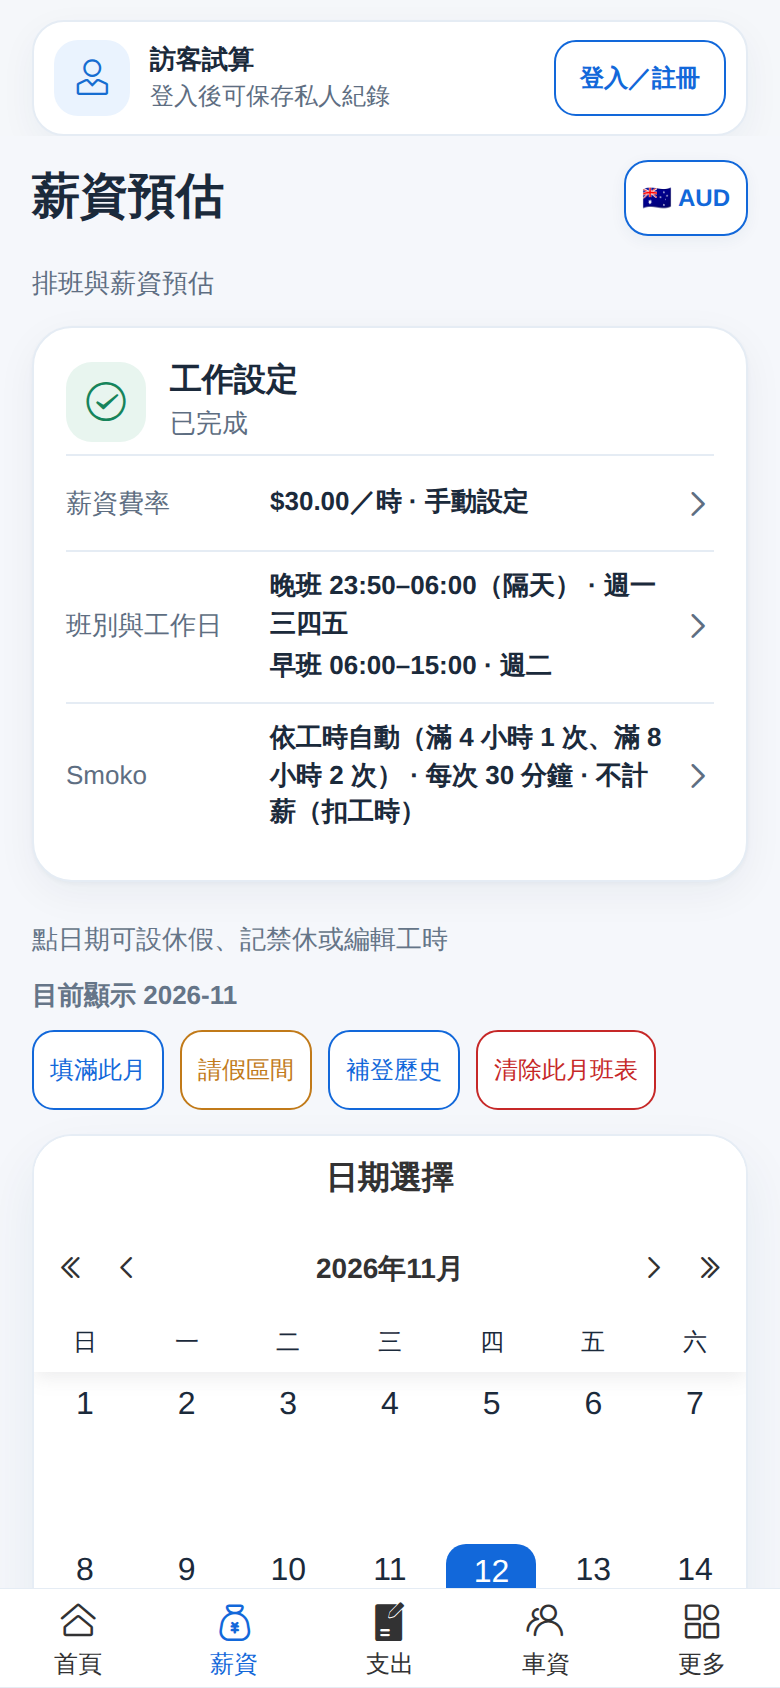 訪客試算
登入後可保存私人紀錄
登入／註冊
薪資預估
AUD
排班與薪資預估
工作設定
已完成
薪資費率
$30.00／時 · 手動設定
班別與工作日
晚班 23:50–06:00（隔天） · 週一
三四五
早班 06:00–15:00 · 週二
Smoko
依工時自動（滿 4 小時 1 次、滿 8
小時 2 次） · 每次 30 分鐘 · 不計
薪（扣工時）
點日期可設休假、記禁休或編輯工時
目前顯示 2026-11
填滿此月 請假區間 補登歷史 清除此月班表
日期選擇
2026年11月
日 一 二 三 四 五 六
1 2 3 4 5 6 7
8 9 10 11 12 13 14
首頁 薪資 支出 車資 更多